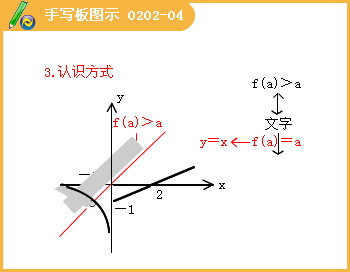 手写板图示 0202-04
3.认识方式
f(a)＞a
文字
y=x ← f(a)=a
y
f(a)＞a
x
2
—1